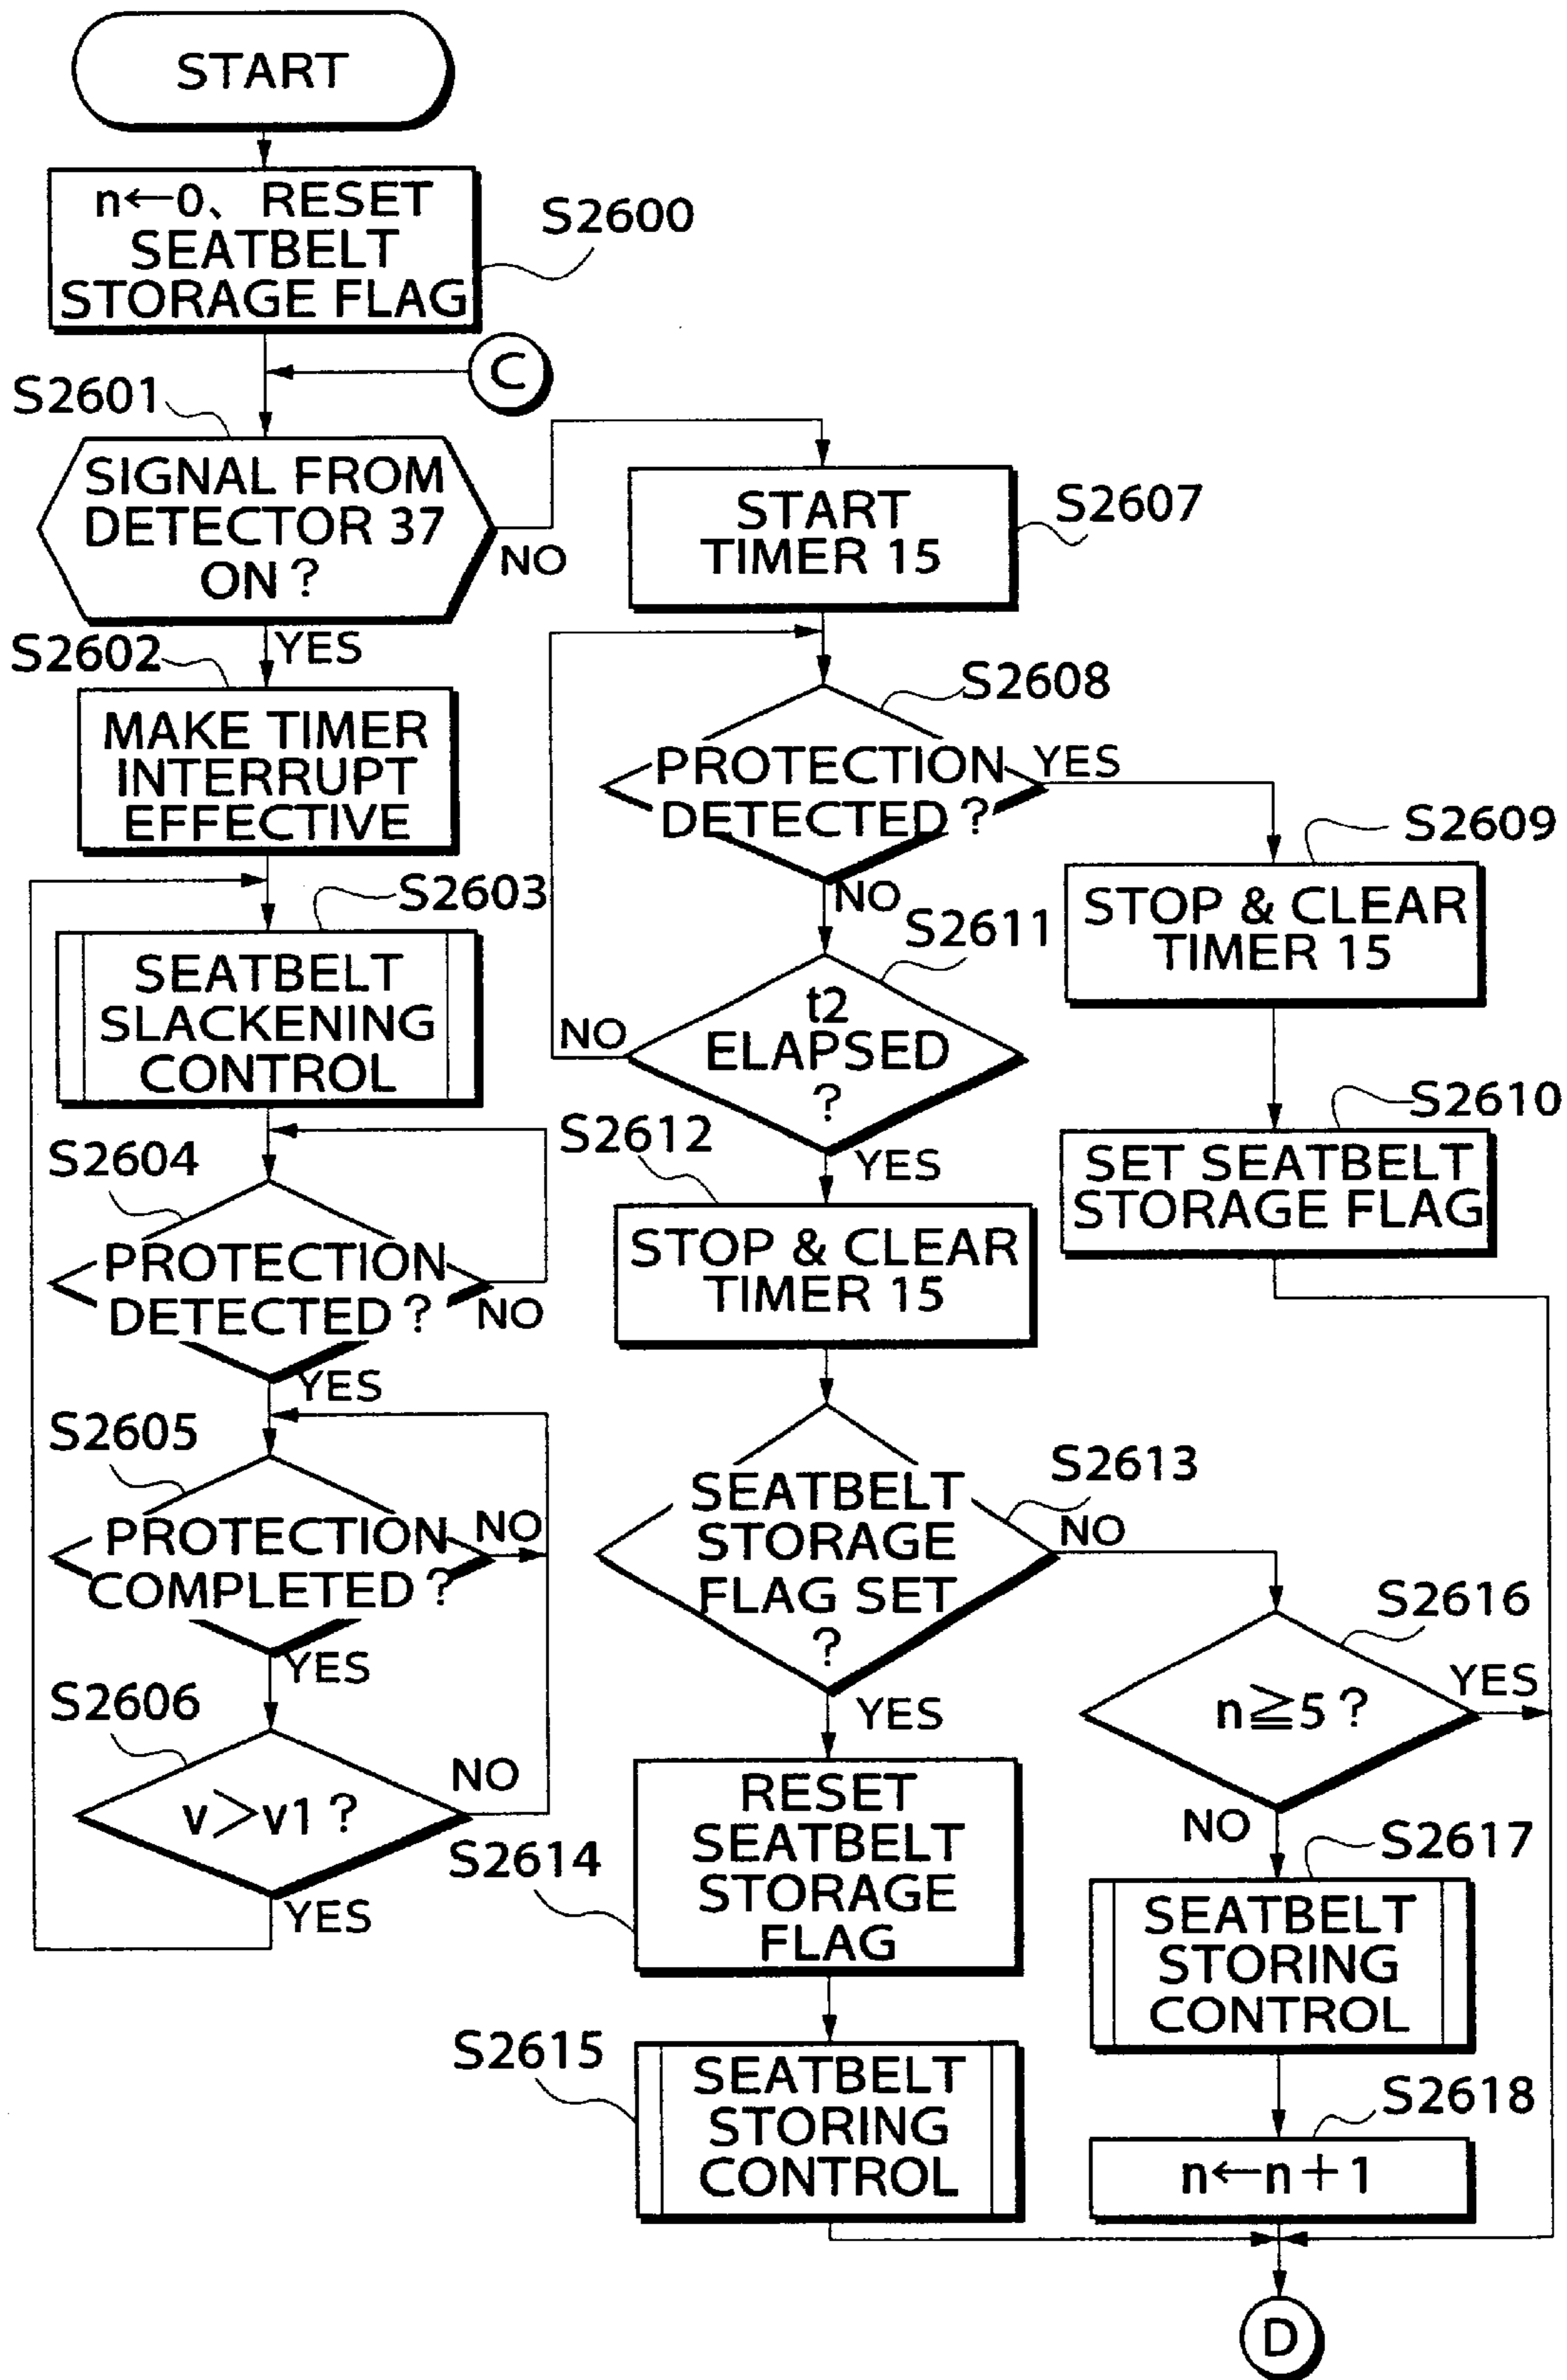 START
n←0、 RESET
SEATBELT
STORAGE FLAG
S2600
C
S2601
SIGNAL FROM
DETECTOR 37
ON ?
NO
YES
S2602
MAKE TIMER
INTERRUPT
EFFECTIVE
S2603
SEATBELT
SLACKENING
CONTROL
S2604
PROTECTION
DETECTED ?
NO
YES
S2605
PROTECTION
COMPLETED ?
NO
YES
S2606
v>v1 ?
NO
YES
START
TIMER 15
S2607
S2608
PROTECTION
DETECTED ?
YES
NO
S2609
STOP & CLEAR
TIMER 15
S2610
SET SEATBELT
STORAGE FLAG
S2611
t2
ELAPSED
?
NO
YES
S2612
STOP & CLEAR
TIMER 15
S2613
SEATBELT
STORAGE
FLAG SET
?
NO
YES
S2614
RESET
SEATBELT
STORAGE
FLAG
S2615
SEATBELT
STORING
CONTROL
S2616
n≧5 ?
YES
NO
S2617
SEATBELT
STORING
CONTROL
S2618
n←n+1
D